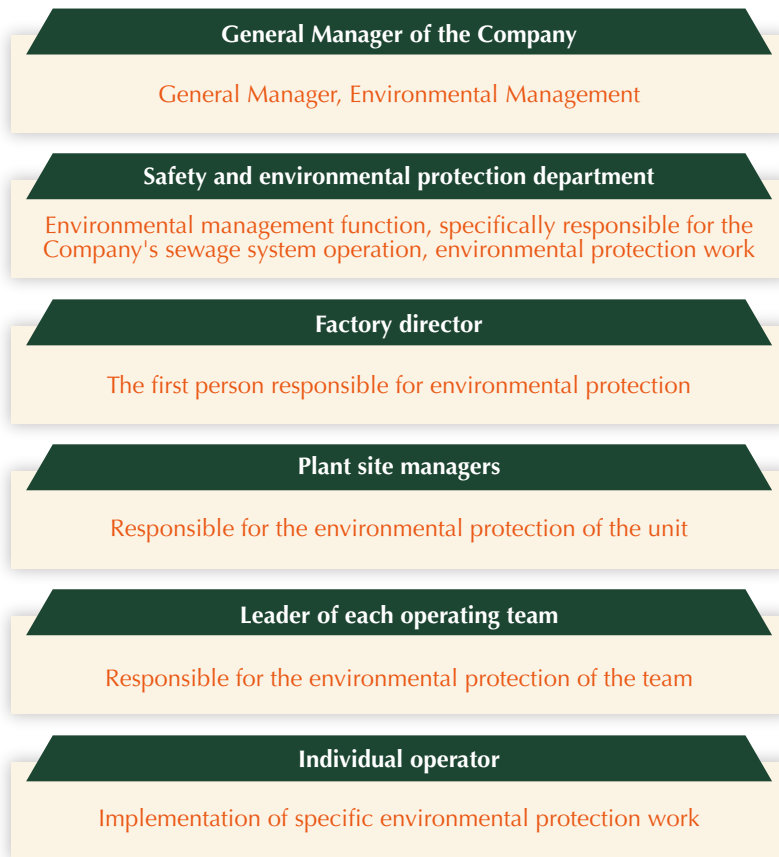 General Manager of the Company
General Manager, Environmental Management
Safety and environmental protection department
Environmental management function, specifically responsible for the
Company's sewage system operation, environmental protection work
Factory director
The first person responsible for environmental protection
Plant site managers
Responsible for the environmental protection of the unit
Leader of each operating team
Responsible for the environmental protection of the team
Individual operator
Implementation of specific environmental protection work